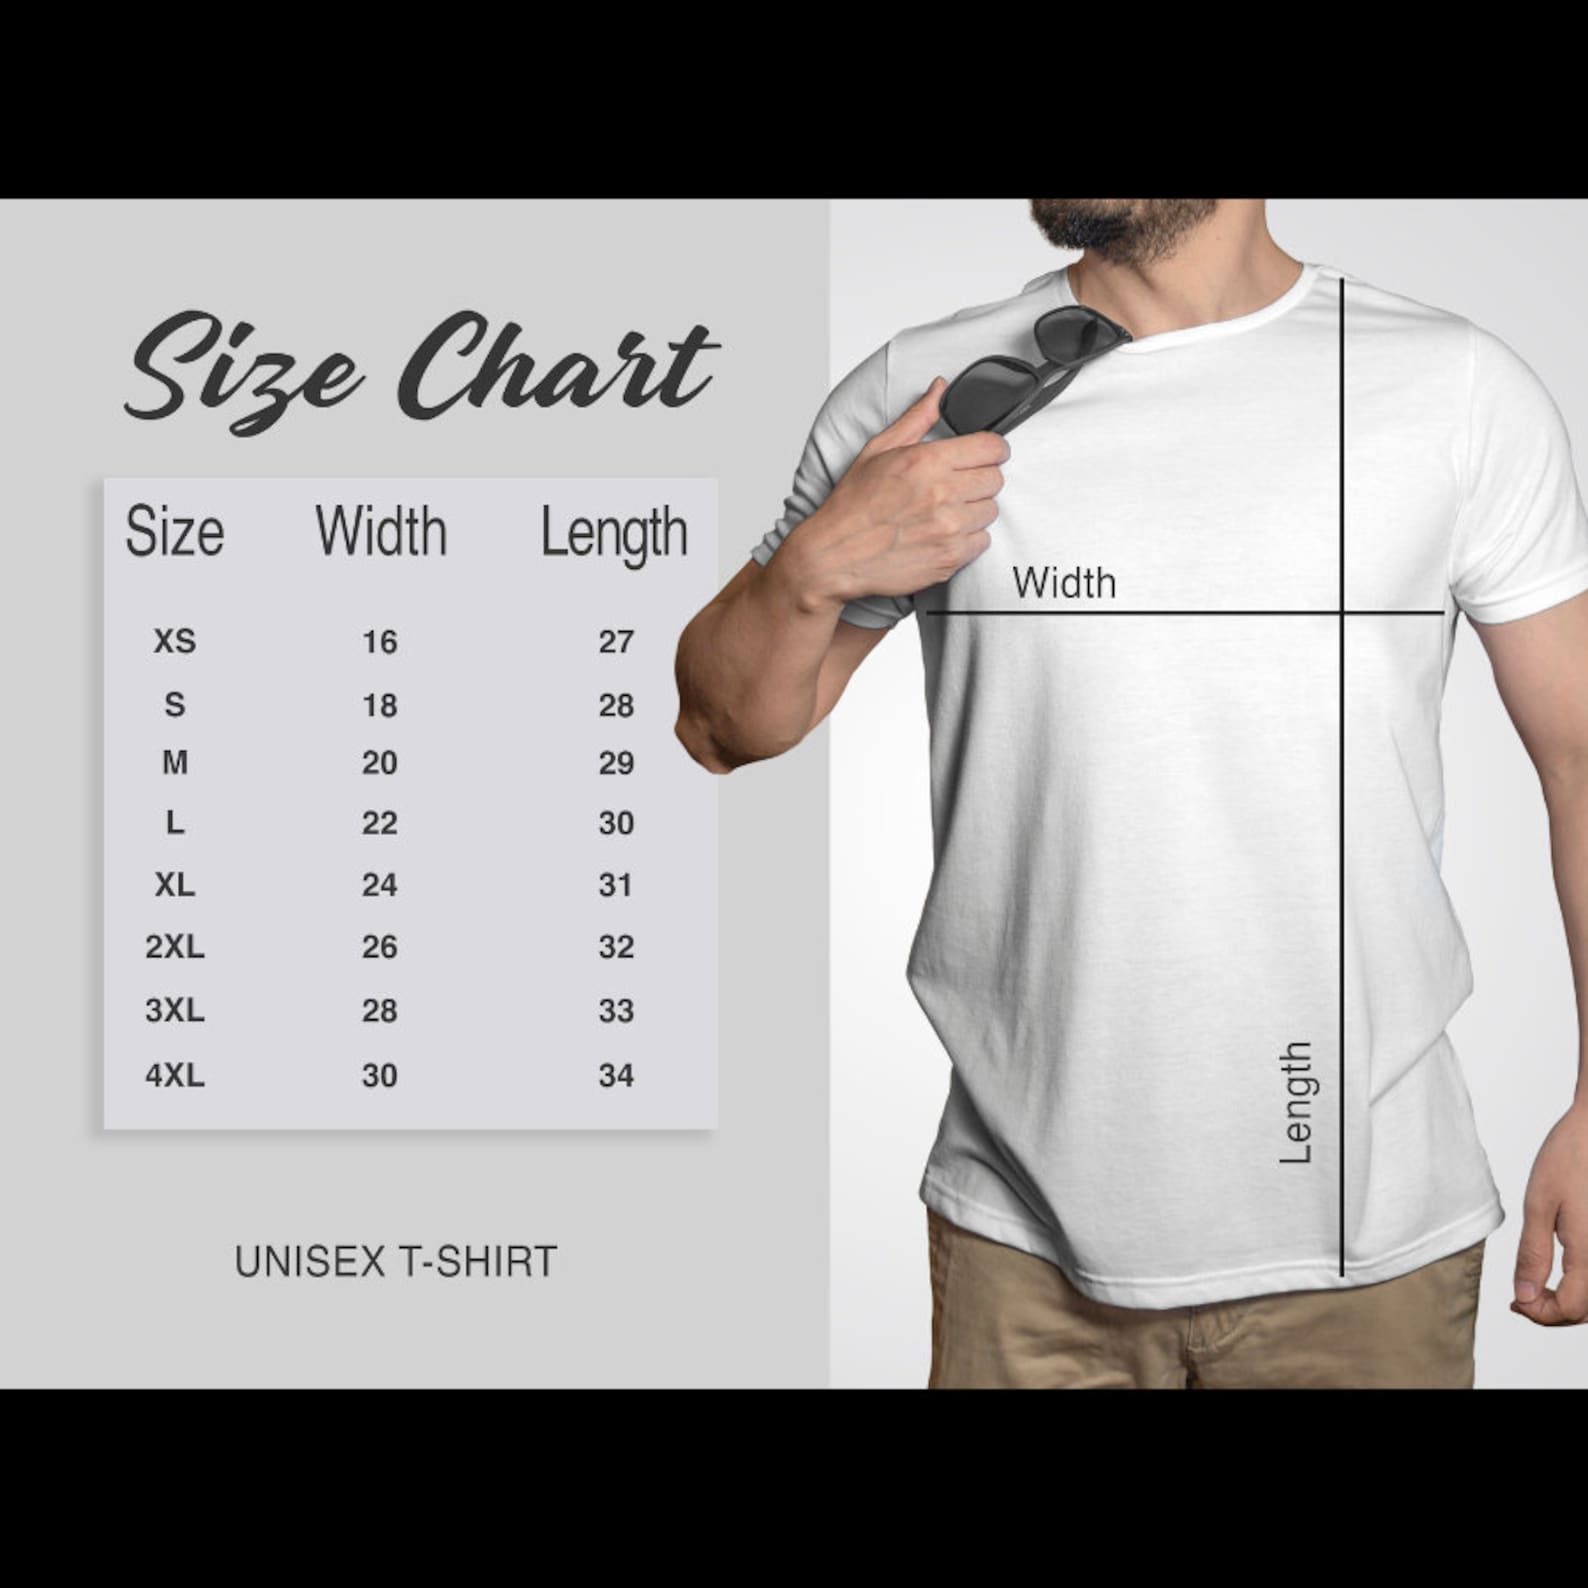 Size Chart
Size Width Length
XS 16 27
S 18 28
M 20 29
L 22 30
XL 24 31
2XL 26 32
3XL 28 33
4XL 30 34
UNISEX T-SHIRT
Width
Length